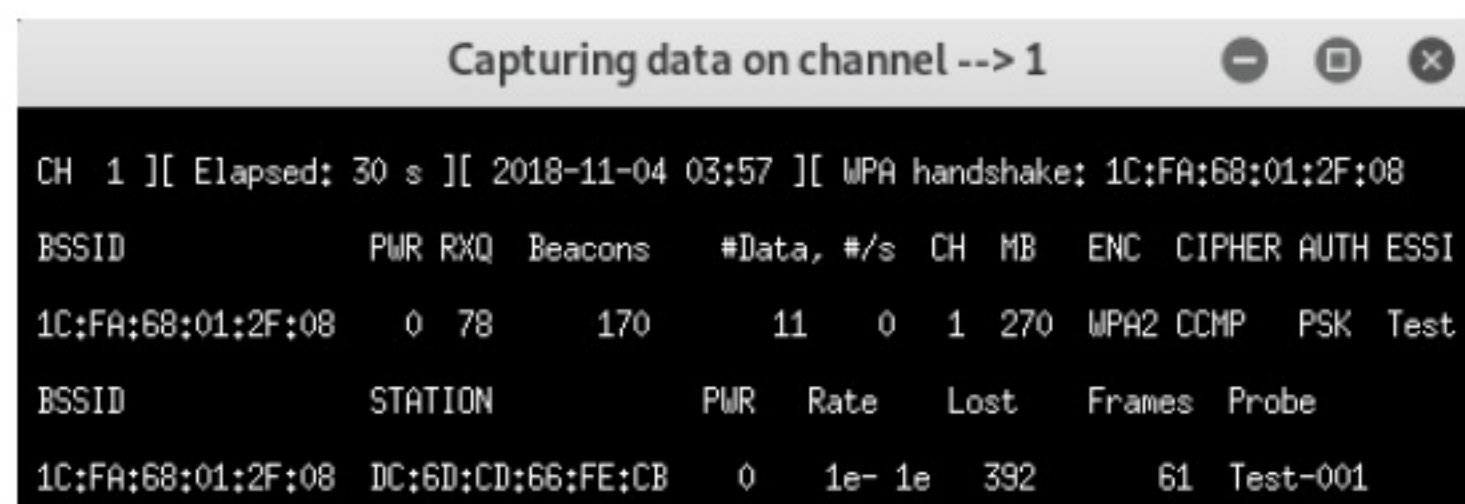 Capturing data on channel --> 1
CH 1 ][ Elapsed: 30 s ][ 2018-11-04 03:57 ][ WPA handshake: 1C:FA:68:01:2F:08
BSSID PWR RXQ Beacons #Data, #/s CH MB ENC CIPHER AUTH ESSI
1C:FA:68:01:2F:08 0 78 170 11 0 1 270 WPA2 CCMP PSK Test
BSSID STATION PWR Rate Lost Frames Probe
1C:FA:68:01:2F:08 DC:6D:CD:66:FE:CB 0 1e- 1e 392 61 Test-001